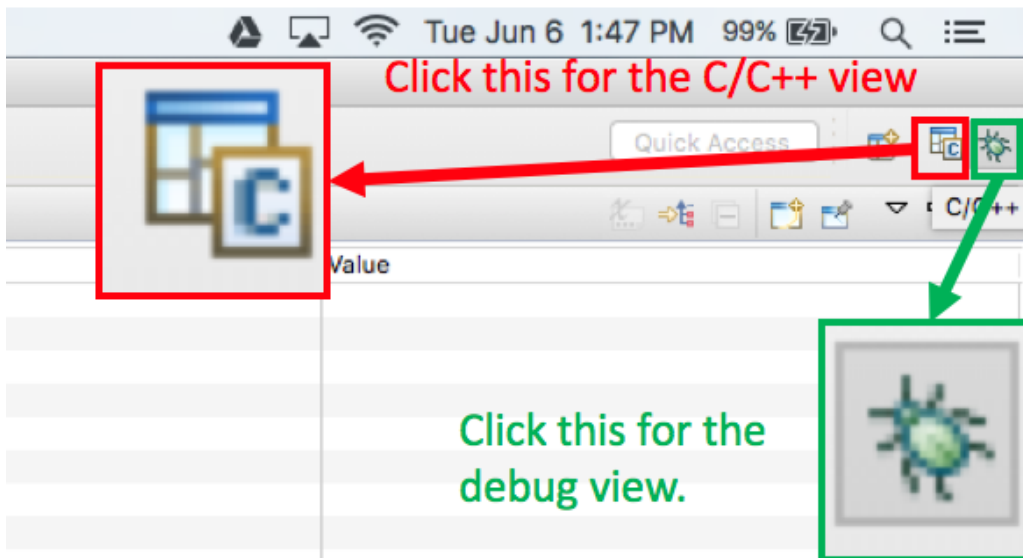 Tue Jun 6 1:47 PM 99%
Click this for the C/C++ view
Quick Access
C
C
C/C++
Value
Click this for the
debug view.